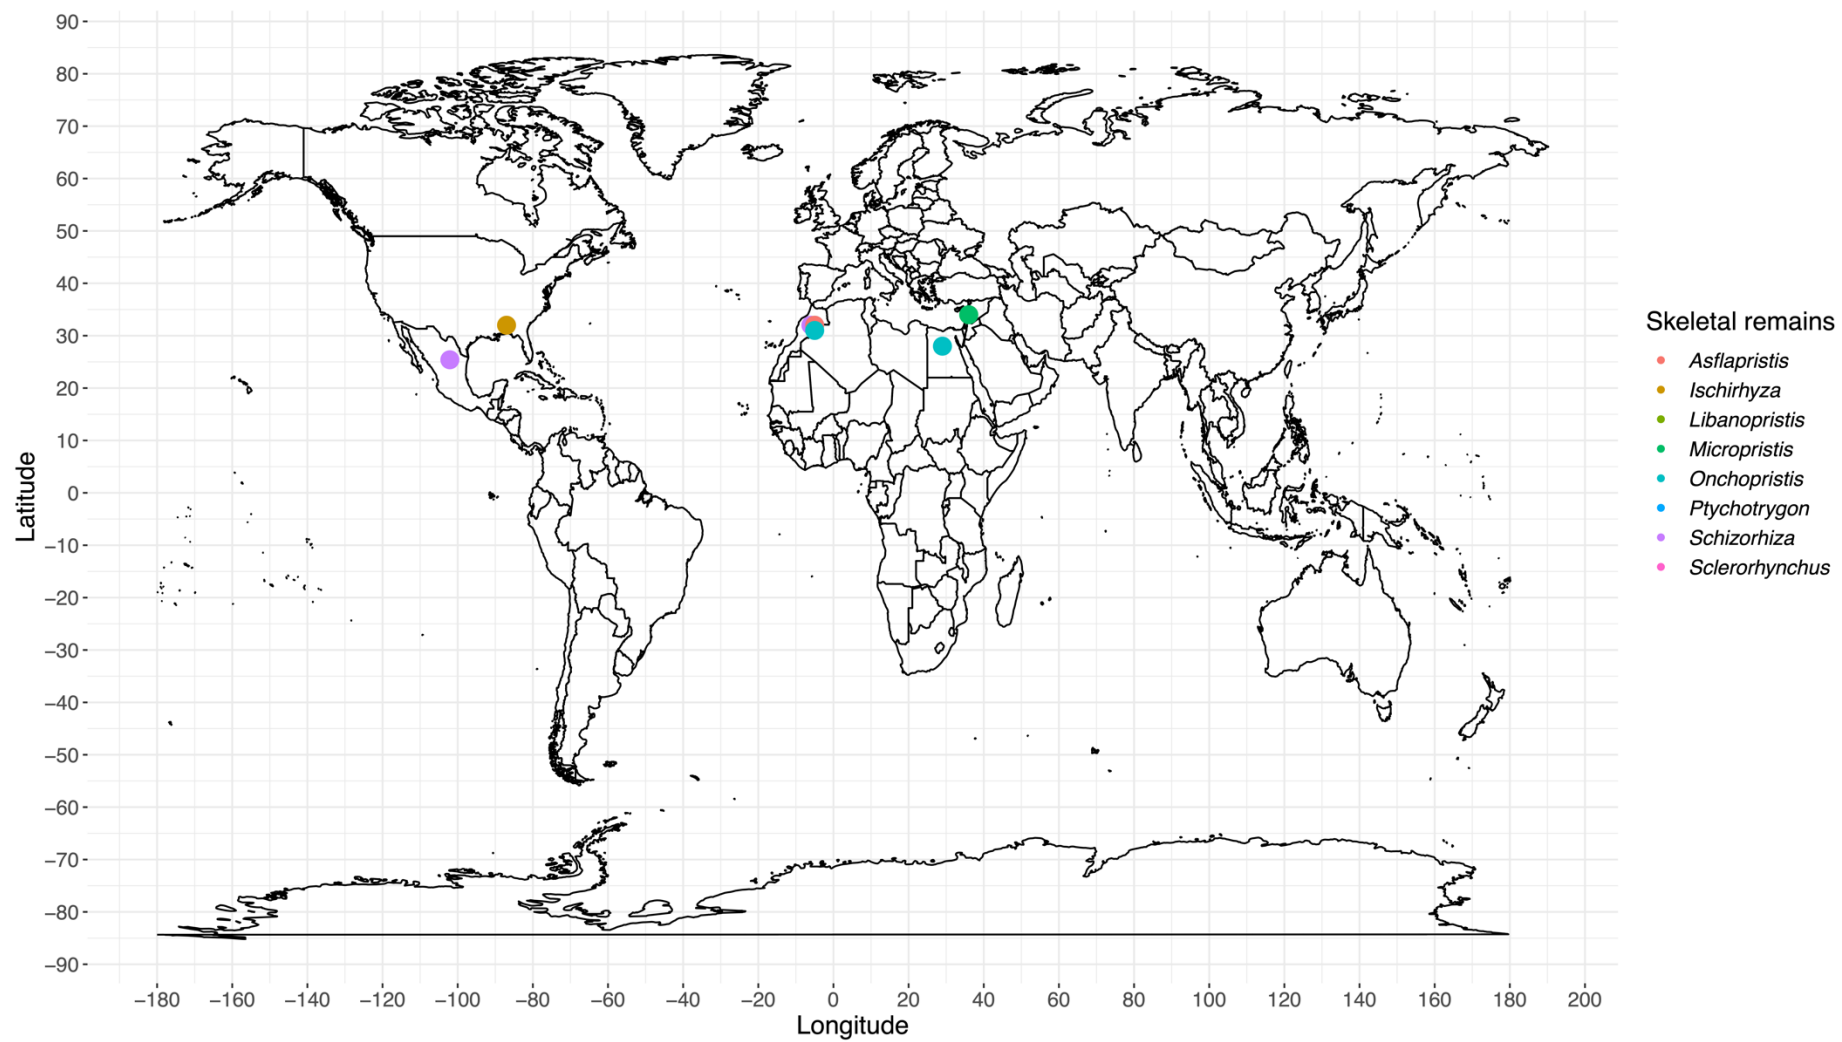 90
80
70
60
50
40
30
20
10
0
−10
−20
−30
−40
−50
−60
−70
−80
−90
Latitude
−180 −160 −140 −120 −100 −80 −60 −40 −20 0 20 40 60 80 100 120 140 160 180 200
Longitude
Skeletal remains
Asflapristis
Ischirhyza
Libanopristis
Micropristis
Onchopristis
Ptychotrygon
Schizorhiza
Sclerorhynchus